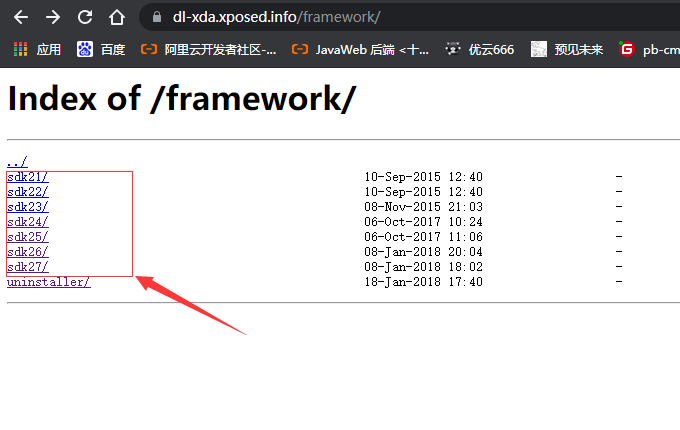 dl-xda.xposed.info/framework/
应用 百度 阿里云开发者社区-... JavaWeb 后端 <十... 优云666 预见未来 G pb-cm
Index of /framework/
../
sdk21/ 10-Sep-2015 12:40 -
sdk22/ 10-Sep-2015 12:40 -
sdk23/ 08-Nov-2015 21:03 -
sdk24/ 06-Oct-2017 10:24 -
sdk25/ 06-Oct-2017 11:06 -
sdk26/ 08-Jan-2018 20:04 -
sdk27/ 08-Jan-2018 18:02 -
uninstaller/ 18-Jan-2018 17:40 -